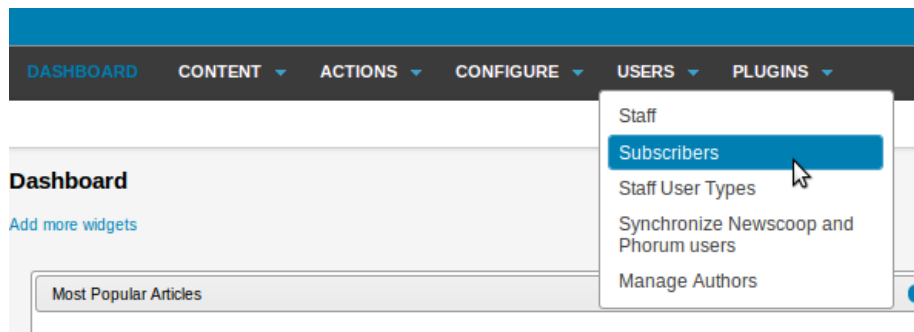 DASHBOARD CONTENT ACTIONS CONFIGURE USERS PLUGINS
Staff
Subscribers
Staff User Types
Synchronize Newscoop and
Phorum users
Manage Authors
Dashboard
Add more widgets
Most Popular Articles